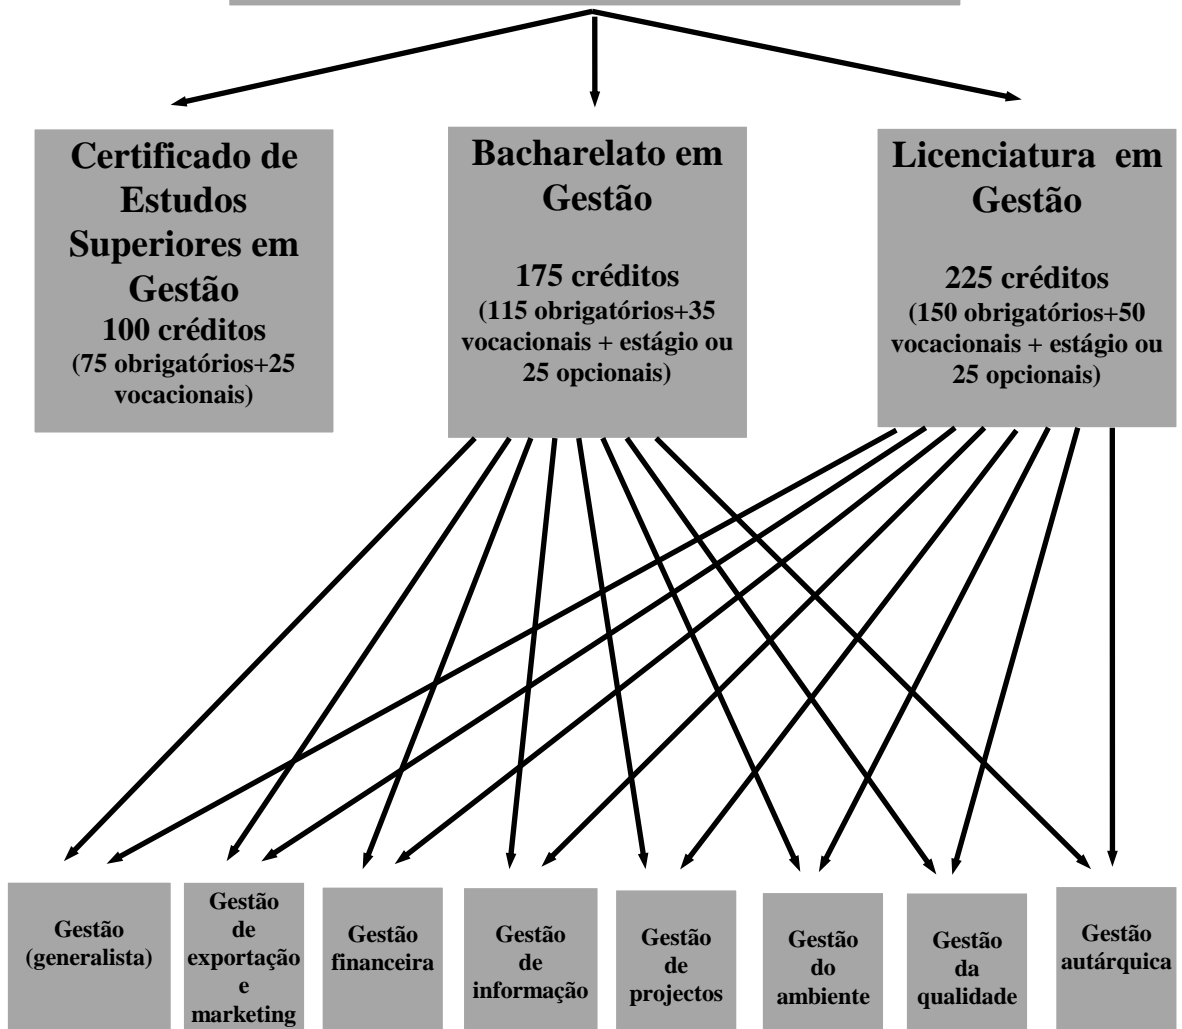 Certificado de
Estudos
Superiores em
Gestão
100 créditos
(75 obrigatórios+25
vocacionais)
Bacharelato em
Gestão
175 créditos
(115 obrigatórios+35
vocacionais + estágio ou
25 opcionais)
Licenciatura em
Gestão
225 créditos
(150 obrigatórios+50
vocacionais + estágio ou
25 opcionais)
Gestão
(generalista)
Gestão
de
exportação
e
marketing
Gestão
financeira
Gestão
de
informação
Gestão
de
projectos
Gestão
do
ambiente
Gestão
da
qualidade
Gestão
autárquica